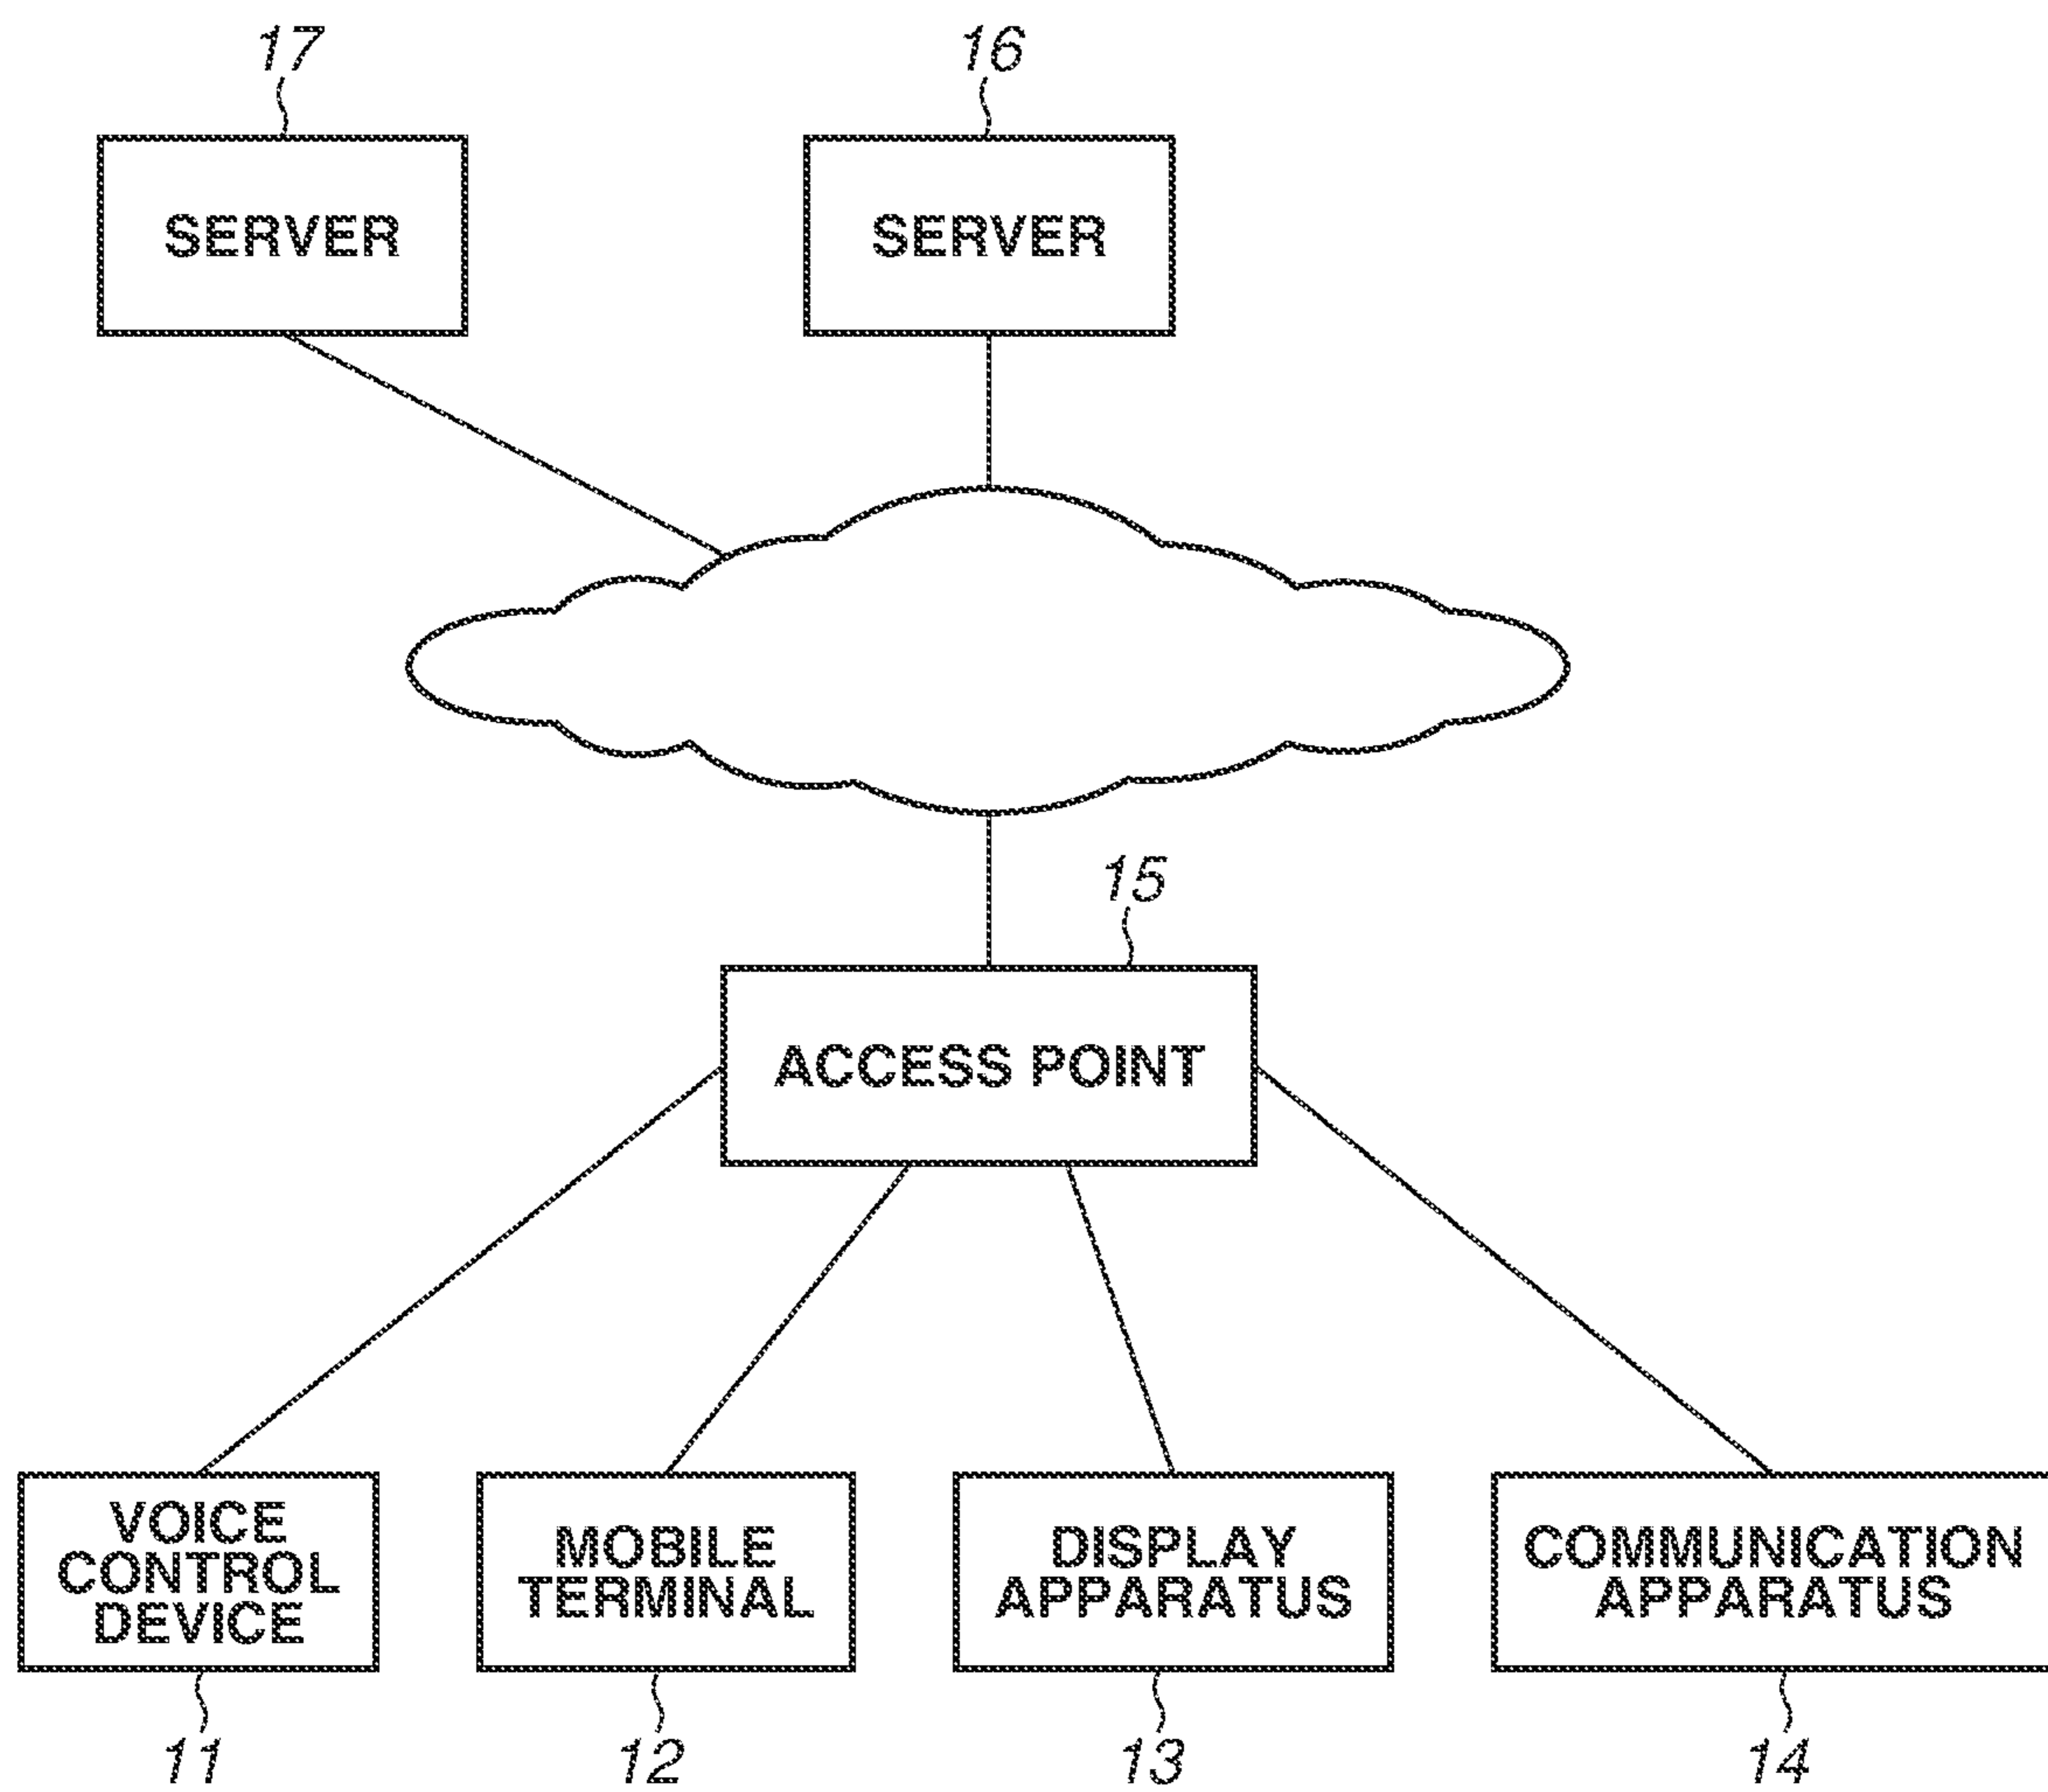 17
16
SERVER
SERVER
15
ACCESS POINT
VOICE
CONTROL
DEVICE
MOBILE
TERMINAL
DISPLAY
APPARATUS
COMMUNICATION
APPARATUS
11
12
13
14